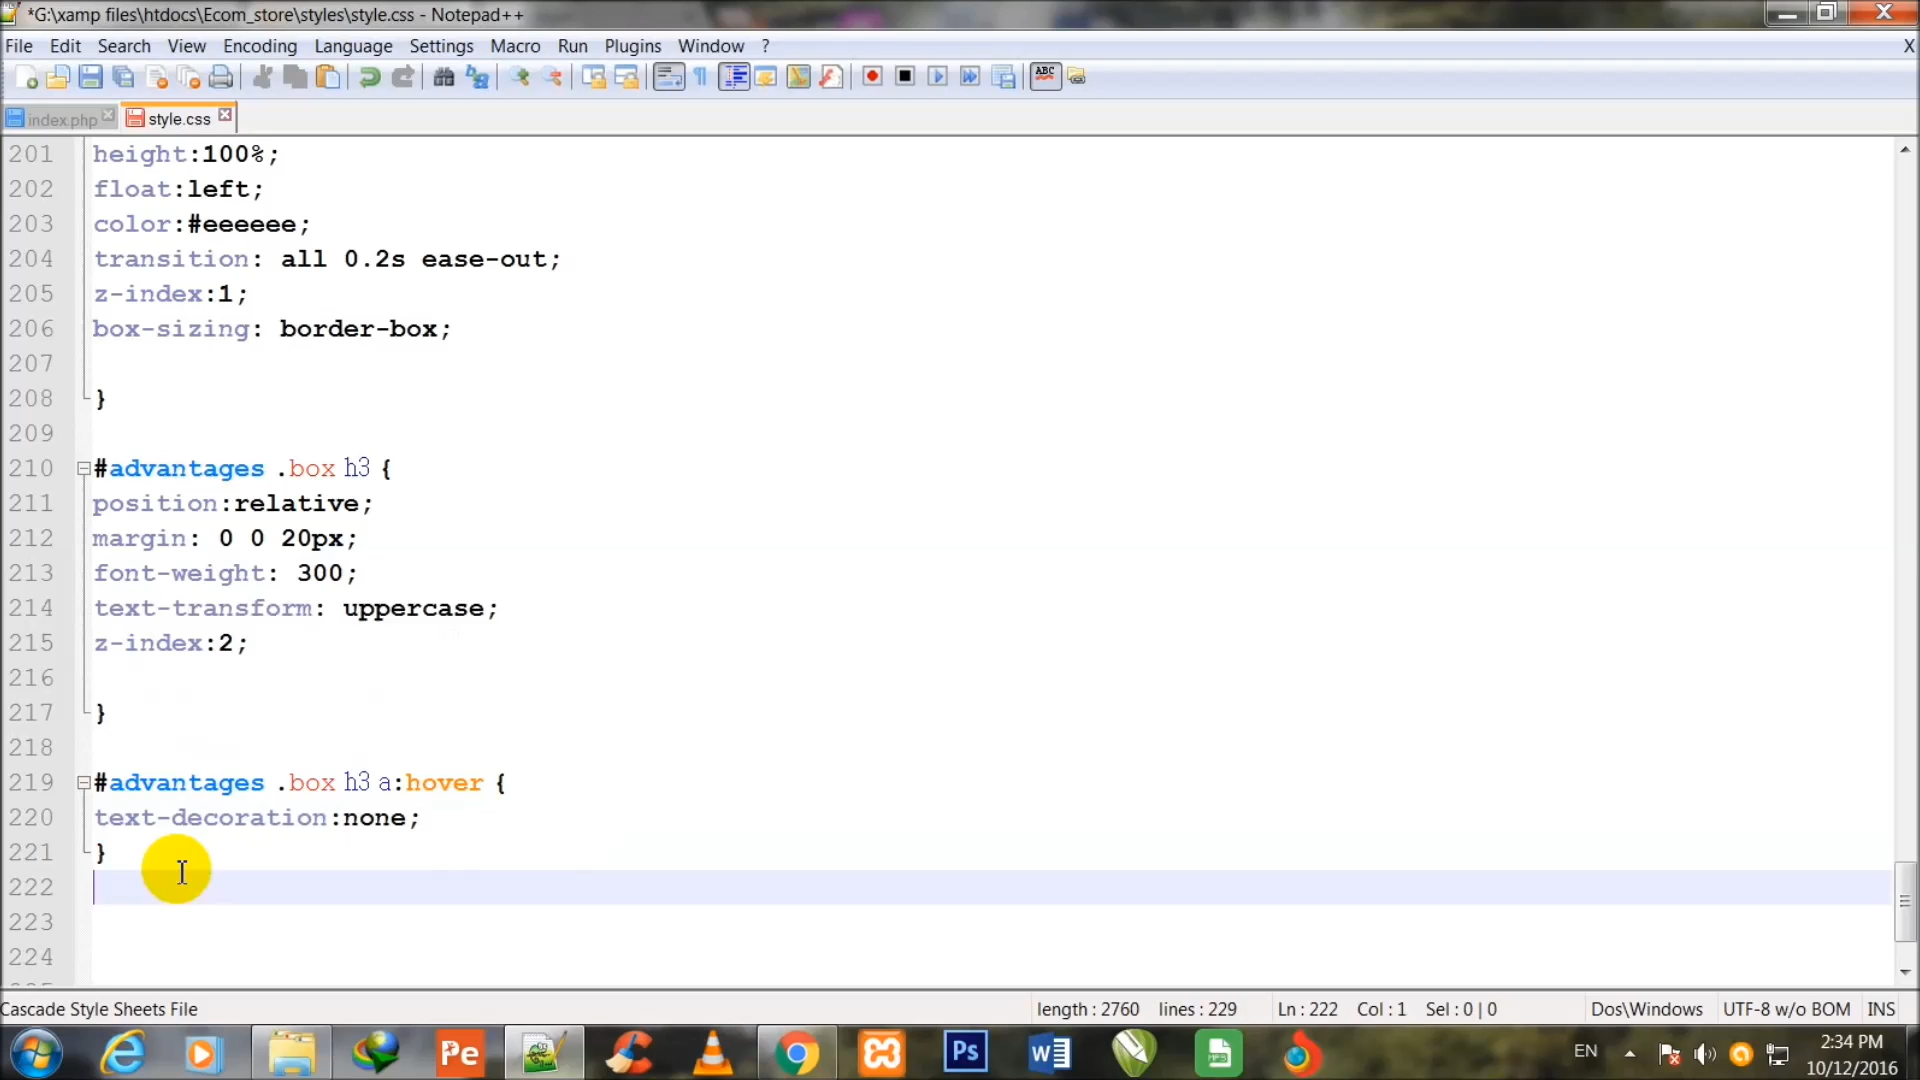 *G:\xamp files\htdocs\Ecom_store\styles\style.css - Notepad++
File Edit Search View Encoding Language Settings Macro Run Plugins Window ? X
ABC
index.php style.css
201 height:100%;
202 float:left;
203 color:#eeeeee;
204 transition: all 0.2s ease-out;
205 z-index:1;
206 box-sizing: border-box;
207
208 }
209
210 #advantages .box h3 {
211 position:relative;
212 margin: 0 0 20px;
213 font-weight: 300;
214 text-transform: uppercase;
215 z-index:2;
216
217 }
218
219 #advantages .box h3 a:hover {
220 text-decoration:none;
221 }
222
223
224
Cascade Style Sheets File length : 2760 lines : 229 Ln : 222 Col : 1 Sel : 0 | 0 Dos\Windows UTF-8 w/o BOM INS
Pe Ps W MP3 EN 2:34 PM
10/12/2016